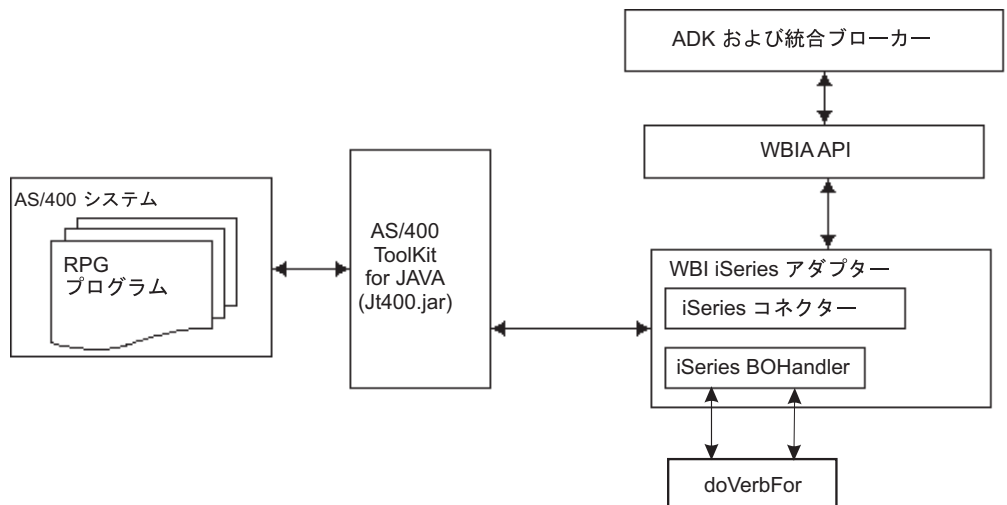 ADK および統合ブローカー
WBIA API
AS/400 システム
RPG
プログラム
AS/400
ToolKit
for JAVA
(Jt400.jar)
WBI iSeries アダプター
iSeries コネクター
iSeries BOHandler
doVerbFor